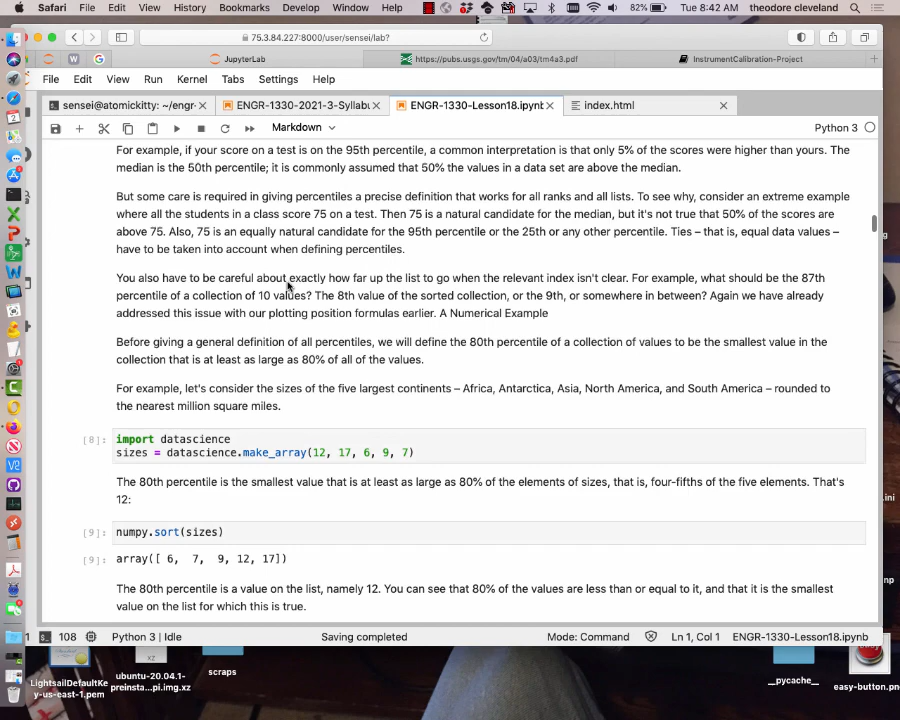 Safari File Edit View History Bookmarks Develop Window Help 82% Tue 8:42 AM theodore cleveland
75.3.84.227:8000/user/sensei/lab?
JupyterLab https://pubs.usgs.gov/tm/04/a03/tm4a3.pdf InstrumentCalibration-Project
File Edit View Run Kernel Tabs Settings Help
sensei@atomickitty: ~/engr- ENGR-1330-2021-3-Syllabu ENGR-1330-Lesson18.ipynb index.html
Markdown Python 3
For example, if your score on a test is on the 95th percentile, a common interpretation is that only 5% of the scores were higher than yours. The
median is the 50th percentile; it is commonly assumed that 50% the values in a data set are above the median.
But some care is required in giving percentiles a precise definition that works for all ranks and all lists. To see why, consider an extreme example
where all the students in a class score 75 on a test. Then 75 is a natural candidate for the median, but it's not true that 50% of the scores are
above 75. Also, 75 is an equally natural candidate for the 95th percentile or the 25th or any other percentile. Ties – that is, equal data values –
have to be taken into account when defining percentiles.
You also have to be careful about exactly how far up the list to go when the relevant index isn't clear. For example, what should be the 87th
percentile of a collection of 10 values? The 8th value of the sorted collection, or the 9th, or somewhere in between? Again we have already
addressed this issue with our plotting position formulas earlier. A Numerical Example
Before giving a general definition of all percentiles, we will define the 80th percentile of a collection of values to be the smallest value in the
collection that is at least as large as 80% of all of the values.
For example, let's consider the sizes of the five largest continents – Africa, Antarctica, Asia, North America, and South America – rounded to
the nearest million square miles.
[8]: import datascience
sizes = datascience.make_array(12, 17, 6, 9, 7)
The 80th percentile is the smallest value that is at least as large as 80% of the elements of sizes, that is, four-fifths of the five elements. That's
12:
[9]: numpy.sort(sizes)
[9]: array([ 6, 7, 9, 12, 17])
The 80th percentile is a value on the list, namely 12. You can see that 80% of the values are less than or equal to it, and that it is the smallest
value on the list for which this is true.
108 Python 3 | Idle Saving completed Mode: Command Ln 1, Col 1 ENGR-1330-Lesson18.ipynb
LightsailDefaultKe
y-us-east-1.pem
xz
ubuntu-20.04.1-
preinsta...pi.img.xz
scraps
__pycache__
easy-button.pn